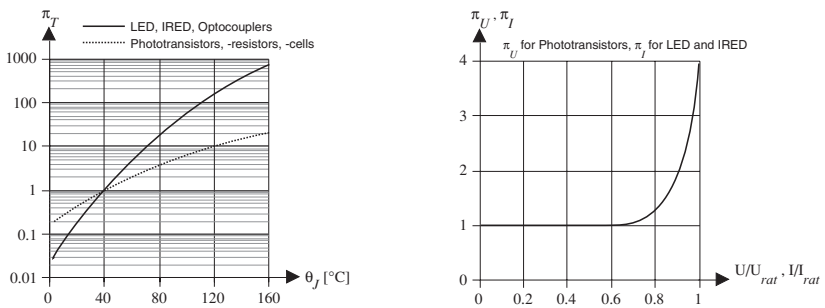 π_T
LED, IRED, Optocouplers
Phototransistors, -resistors, -cells
1000
100
10
1
0.1
0.01
0 40 80 120 160
θ_J [°C]
π_U , π_I
π_U for Phototransistors, π_I for LED and IRED
4
3
2
1
0
0 0.2 0.4 0.6 0.8 1
U/U_rat , I/I_rat